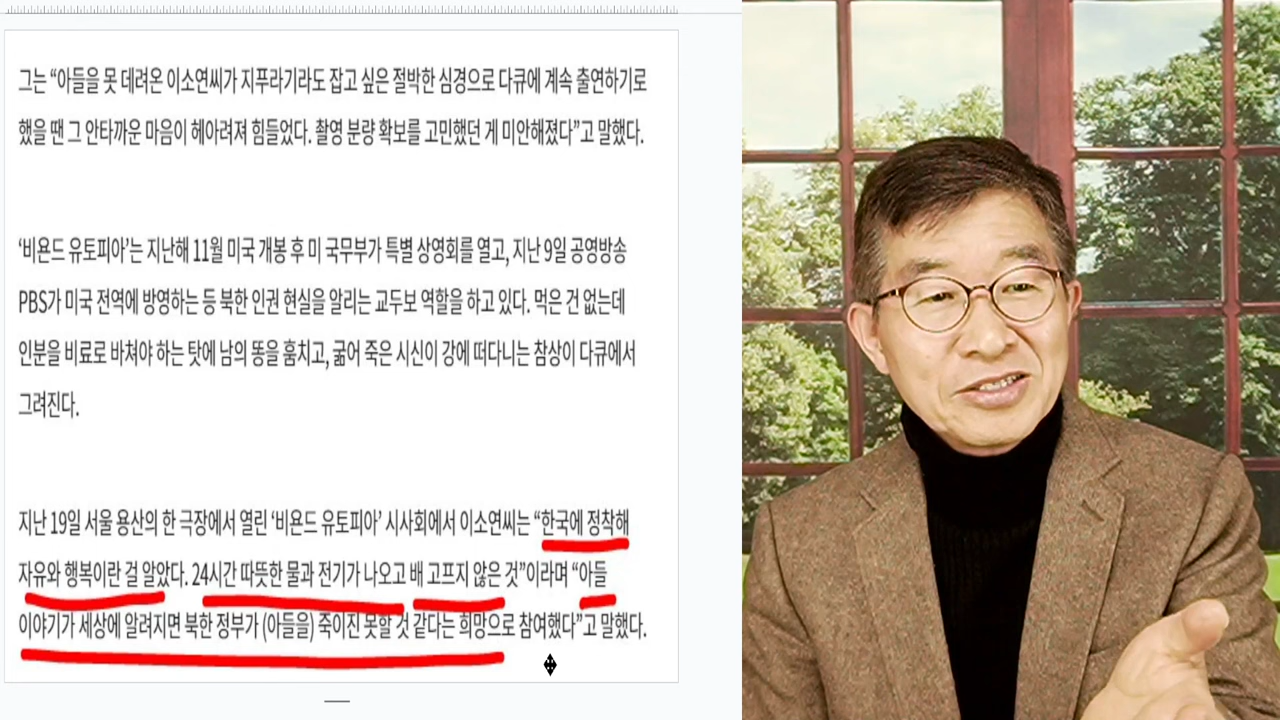 그는 “아들을 못 데려온 이소연씨가 지푸라기라도 잡고 싶은 절박한 심경으로 다큐에 계속 출연하기로
했을 땐 그 안타까운 마음이 헤아려져 힘들었다. 촬영 분량 확보를 고민했던 게 미안해졌다”고 말했다.
‘비욘드 유토피아’는 지난해 11월 미국 개봉 후 미 국무부가 특별 상영회를 열고, 지난 9일 공영방송
PBS가 미국 전역에 방영하는 등 북한 인권 현실을 알리는 교두보 역할을 하고 있다. 먹은 건 없는데
인분을 비료로 바쳐야 하는 탓에 남의 똥을 훔치고, 굶어 죽은 시신이 강에 떠다니는 참상이 다큐에서
그려진다.
지난 19일 서울 용산의 한 극장에서 열린 ‘비욘드 유토피아’ 시사회에서 이소연씨는 “한국에 정착해
자유와 행복이란 걸 알았다. 24시간 따뜻한 물과 전기가 나오고 배 고프지 않은 것”이라며 “아들
이야기가 세상에 알려지면 북한 정부가 (아들을) 죽이진 못할 것 같다는 희망으로 참여했다”고 말했다.